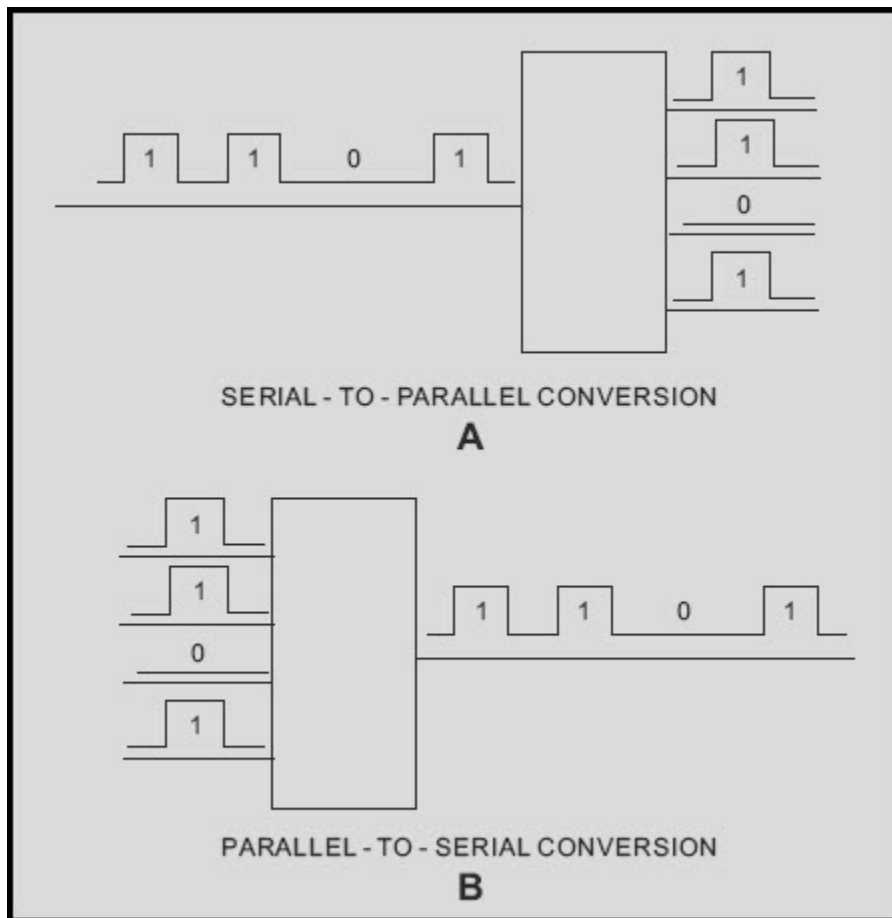 1
1 1 0 1
1
0
1
SERIAL - TO - PARALLEL CONVERSION
A
1
1
1 1 0 1
0
1
PARALLEL - TO - SERIAL CONVERSION
B